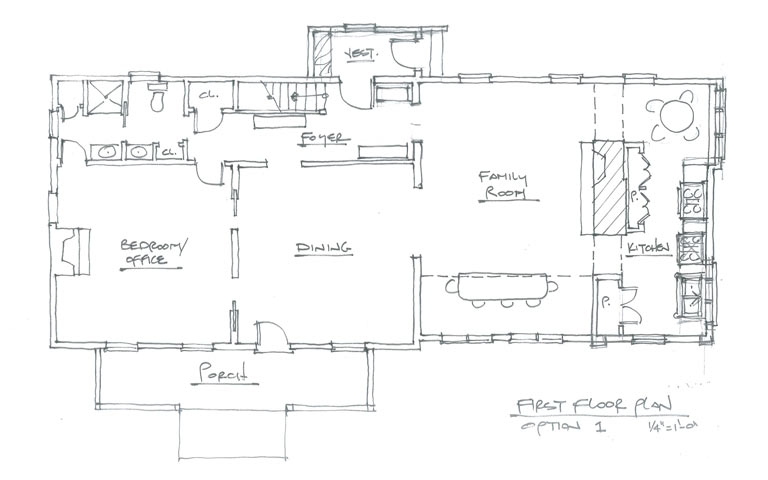 VEST.
CL.
FOYER
CL.
FAMILY
ROOM
P.
BEDROOM/
OFFICE
DINING
KITCHEN
P.
PORCH
FIRST FLOOR PLAN
OPTION 1 1/4"=1'-0"